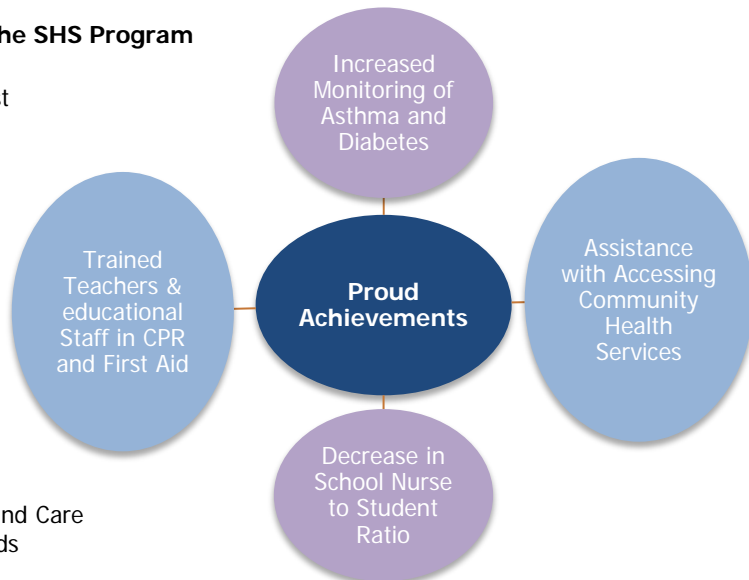 he SHS Program
st
Increased
Monitoring of
Asthma and
Diabetes
Trained
Teachers &
educational
Staff in CPR
and First Aid
Proud
Achievements
Assistance
with Accessing
Community
Health
Services
Decrease in
School Nurse
to Student
Ratio
nd Care
ds